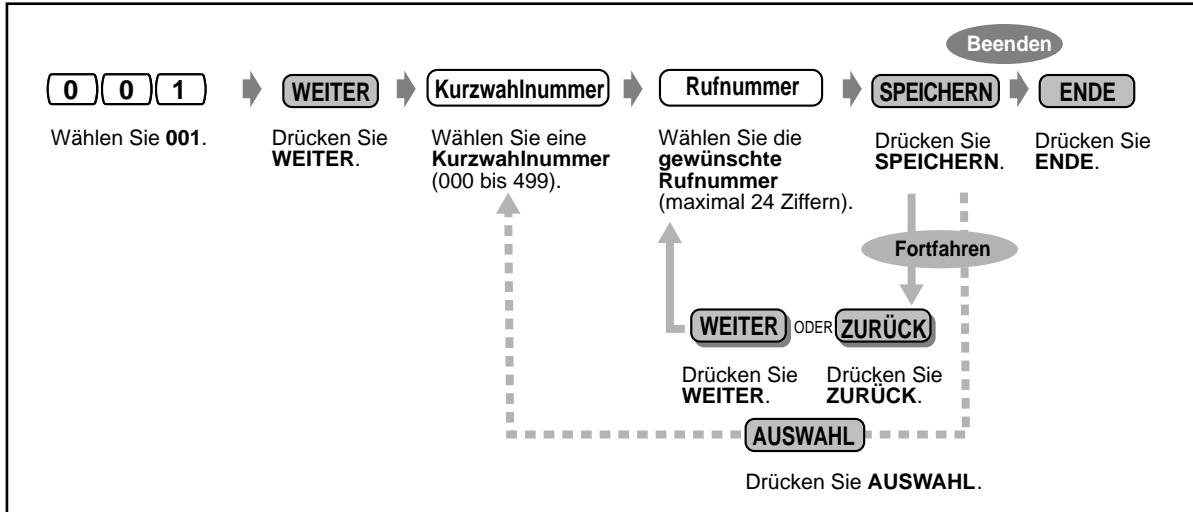 Beenden
0 0 1
WEITER
Kurzwahlnummer
Rufnummer
SPEICHERN
ENDE
Wählen Sie 001.
Drücken Sie
WEITER.
Wählen Sie eine
Kurzwahlnummer
(000 bis 499).
Wählen Sie die
gewünschte
Rufnummer
(maximal 24 Ziffern).
Drücken Sie
SPEICHERN.
Drücken Sie
ENDE.
Fortfahren
WEITER ODER ZURÜCK
Drücken Sie
WEITER.
Drücken Sie
ZURÜCK.
AUSWAHL
Drücken Sie AUSWAHL.